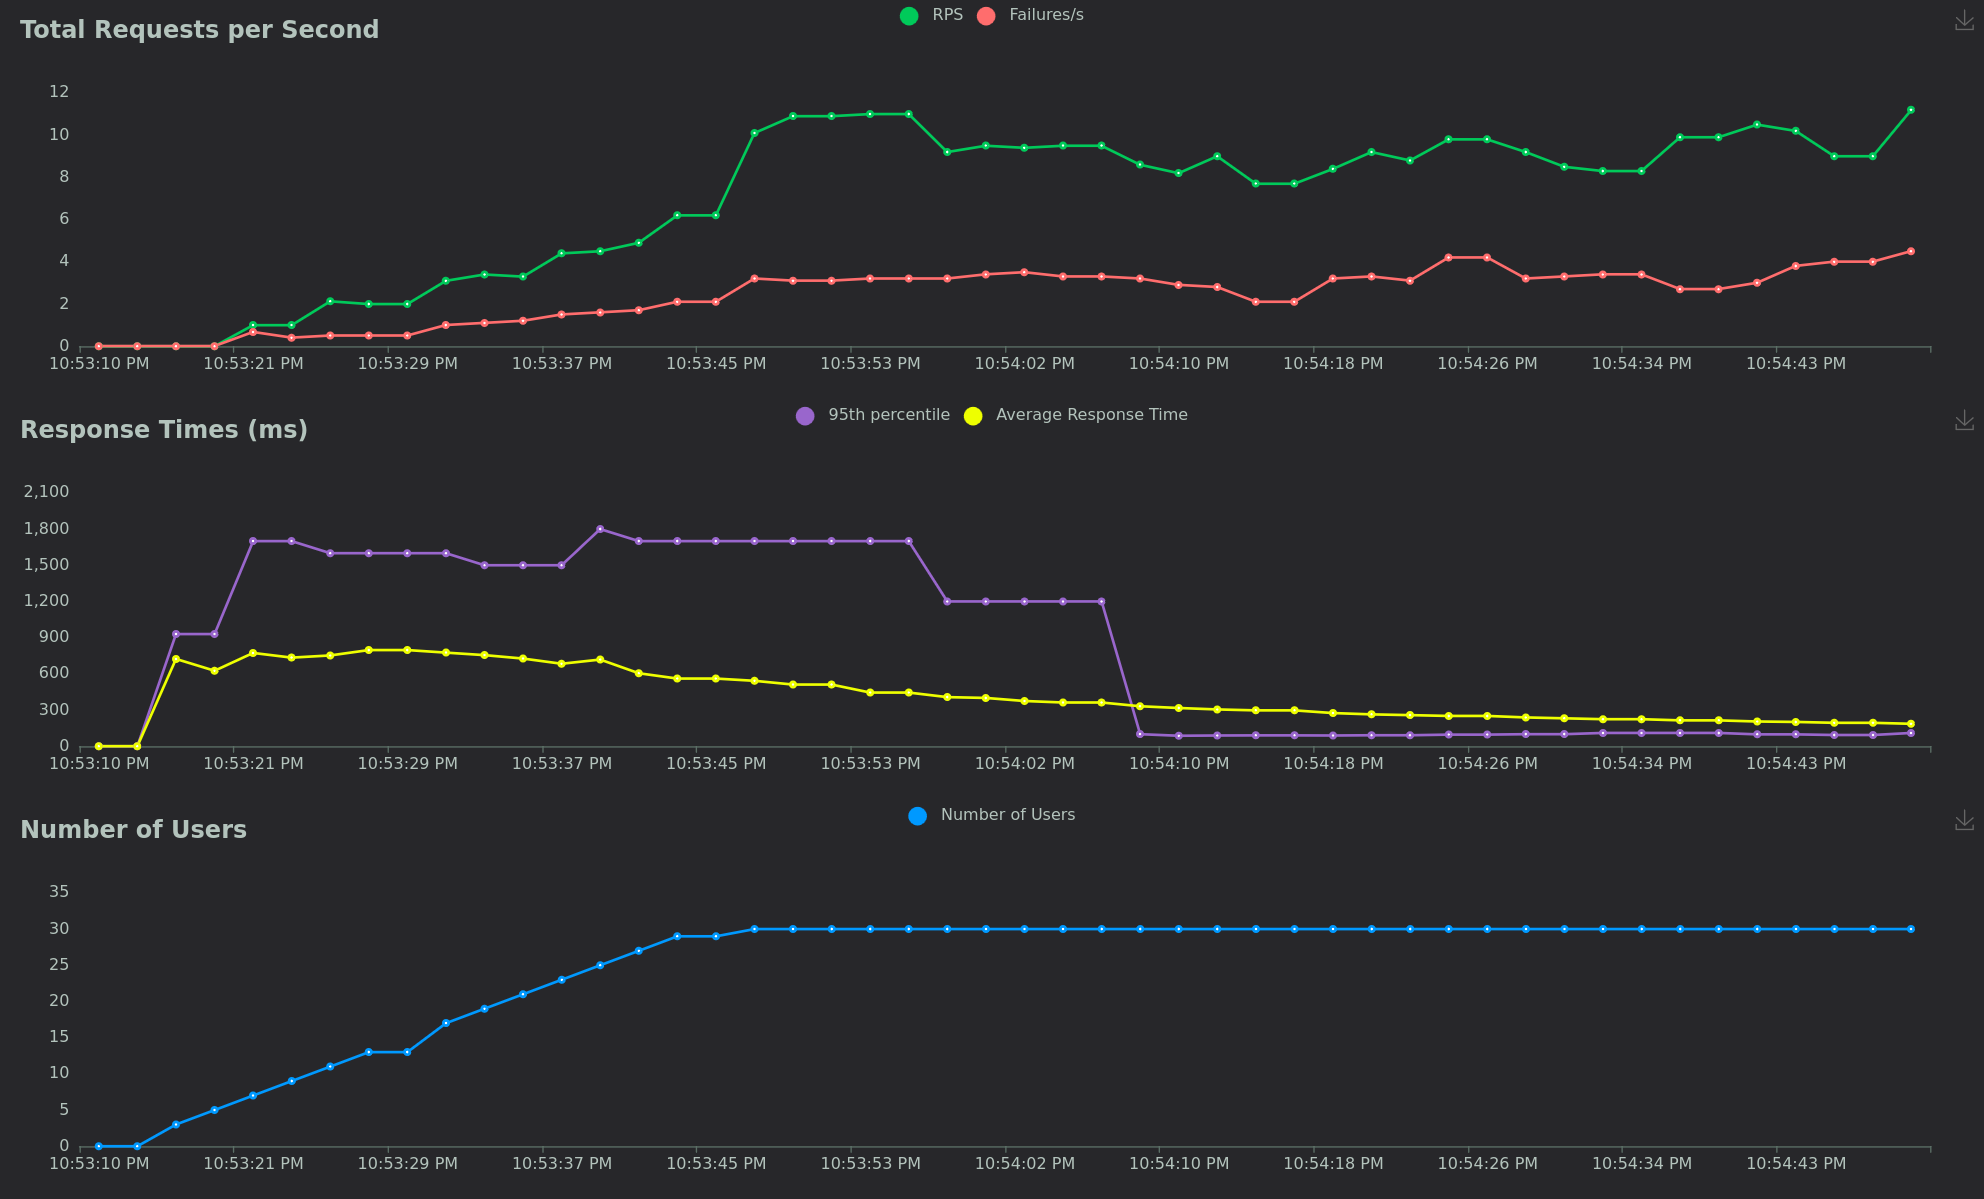 Total Requests per Second
RPS Failures/s
12
10
8
6
4
2
0
10:53:10 PM 10:53:21 PM 10:53:29 PM 10:53:37 PM 10:53:45 PM 10:53:53 PM 10:54:02 PM 10:54:10 PM 10:54:18 PM 10:54:26 PM 10:54:34 PM 10:54:43 PM
Response Times (ms)
95th percentile Average Response Time
2,100
1,800
1,500
1,200
900
600
300
0
10:53:10 PM 10:53:21 PM 10:53:29 PM 10:53:37 PM 10:53:45 PM 10:53:53 PM 10:54:02 PM 10:54:10 PM 10:54:18 PM 10:54:26 PM 10:54:34 PM 10:54:43 PM
Number of Users
Number of Users
35
30
25
20
15
10
5
0
10:53:10 PM 10:53:21 PM 10:53:29 PM 10:53:37 PM 10:53:45 PM 10:53:53 PM 10:54:02 PM 10:54:10 PM 10:54:18 PM 10:54:26 PM 10:54:34 PM 10:54:43 PM